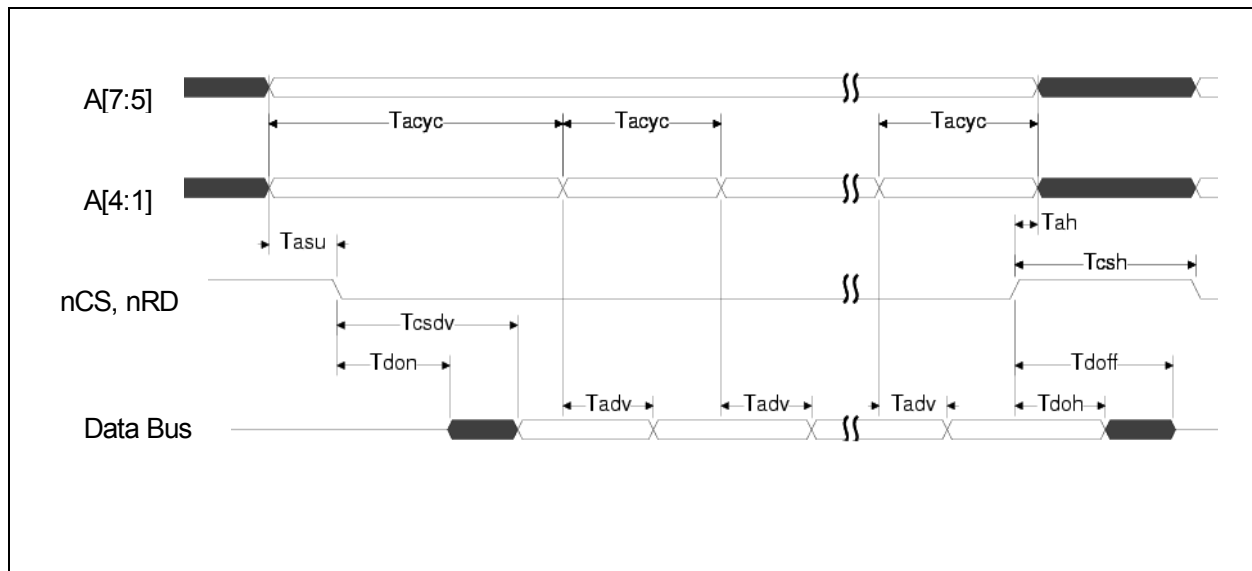 A[7:5]
Tacyc Tacyc Tacyc
A[4:1]
Tah
Tasu
Tcsh
nCS, nRD
Tcsdv
Tdon Tdoff
Tadv Tadv Tadv Tdoh
Data Bus